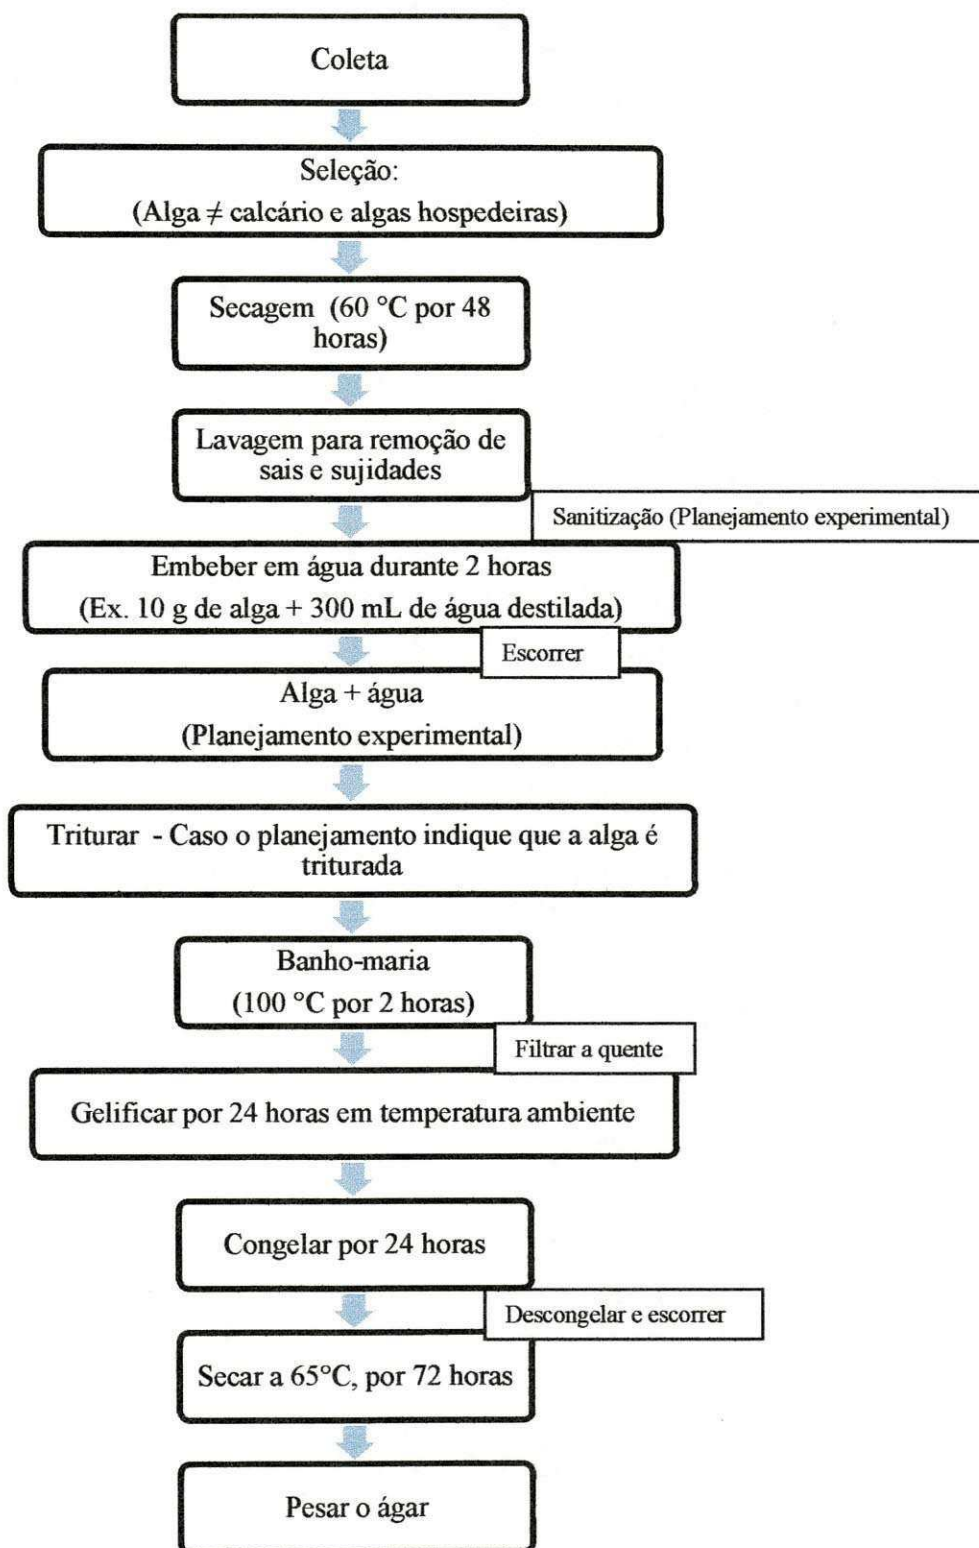 Coleta
Seleção:
(Alga ≠ calcário e algas hospedeiras)
Secagem (60 °C por 48
horas)
Lavagem para remoção de
sais e sujidades
Sanitização (Planejamento experimental)
Embeber em água durante 2 horas
(Ex. 10 g de alga + 300 mL de água destilada)
Escorrer
Alga + água
(Planejamento experimental)
Triturar - Caso o planejamento indique que a alga é
triturada
Banho-maria
(100 °C por 2 horas)
Filtrar a quente
Gelificar por 24 horas em temperatura ambiente
Congelar por 24 horas
Descongelar e escorrer
Secar a 65°C, por 72 horas
Pesar o ágar